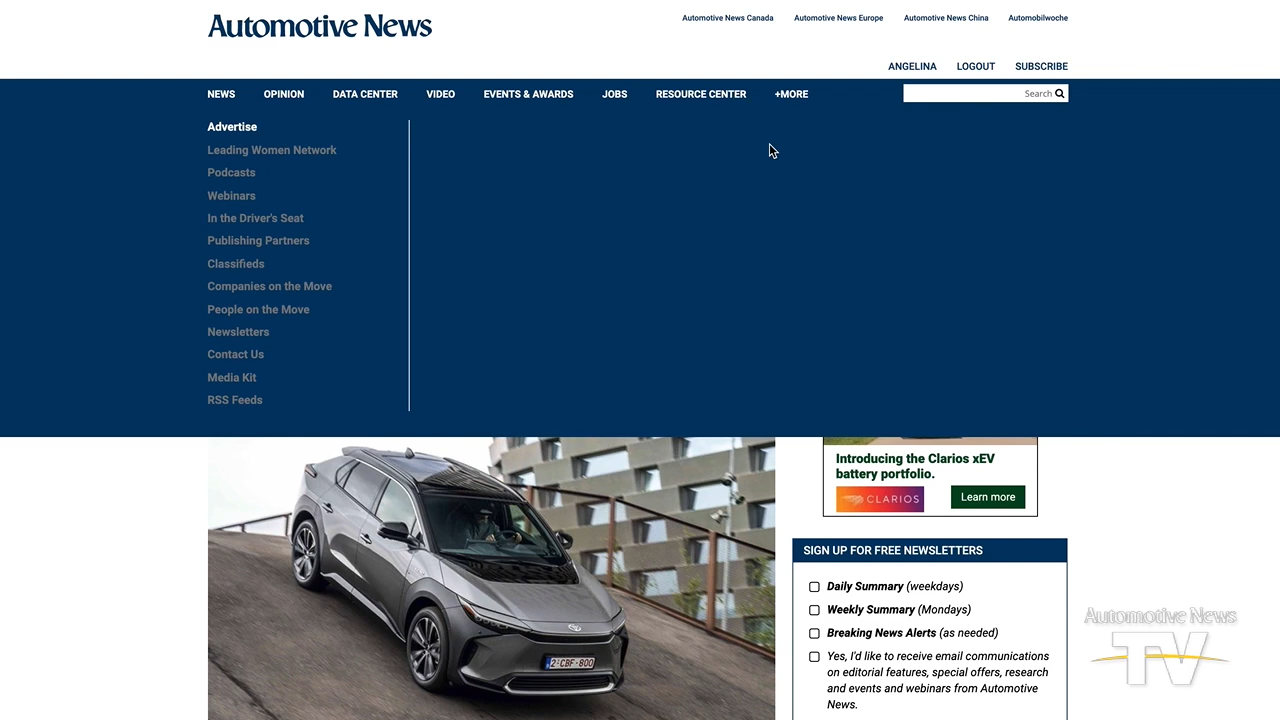 Automotive News
Automotive News Canada
Automotive News Europe
Automotive News China
Automobilwoche
ANGELINA
LOGOUT
SUBSCRIBE
NEWS
OPINION
DATA CENTER
VIDEO
EVENTS & AWARDS
JOBS
RESOURCE CENTER
+MORE
Search
Advertise
Leading Women Network
Podcasts
Webinars
In the Driver's Seat
Publishing Partners
Classifieds
Companies on the Move
People on the Move
Newsletters
Contact Us
Media Kit
RSS Feeds
Introducing the Clarios xEV
battery portfolio.
CLARIOS
Learn more
2-CBF-800
SIGN UP FOR FREE NEWSLETTERS
Daily Summary (weekdays)
Weekly Summary (Mondays)
Breaking News Alerts (as needed)
Yes, I'd like to receive email communications
on editorial features, special offers, research
and events and webinars from Automotive
News.
Automotive News
TV